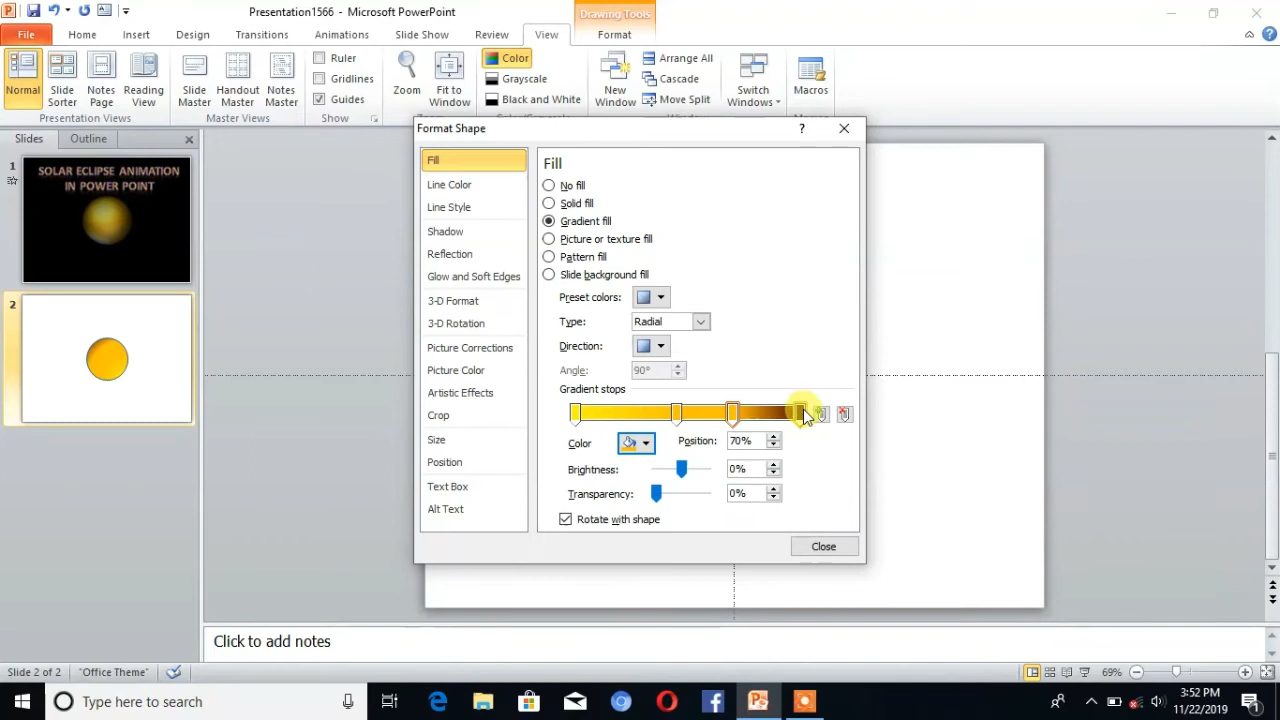 Presentation1566 - Microsoft PowerPoint
Drawing Tools
File Home Insert Design Transitions Animations Slide Show Review View Format
Normal Slide Sorter Notes Page Reading View
Presentation Views
Slide Master Handout Master Notes Master
Master Views
Ruler
Gridlines
Guides
Show
Zoom Fit to Window
Color
Grayscale
Black and White
New Window
Arrange All
Cascade
Move Split
Switch Windows
Macros
Macros
Slides Outline
1
SOLAR ECLIPSE ANIMATION
IN POWER POINT
2
Format Shape
Fill
Line Color
Line Style
Shadow
Reflection
Glow and Soft Edges
3-D Format
3-D Rotation
Picture Corrections
Picture Color
Artistic Effects
Crop
Size
Position
Text Box
Alt Text
Fill
No fill
Solid fill
Gradient fill
Picture or texture fill
Pattern fill
Slide background fill
Preset colors:
Type: Radial
Direction:
Angle: 90°
Gradient stops
Color Position: 70%
Brightness: 0%
Transparency: 0%
Rotate with shape
Close
Click to add notes
Slide 2 of 2 "Office Theme" 69%
Type here to search
3:52 PM
11/22/2019